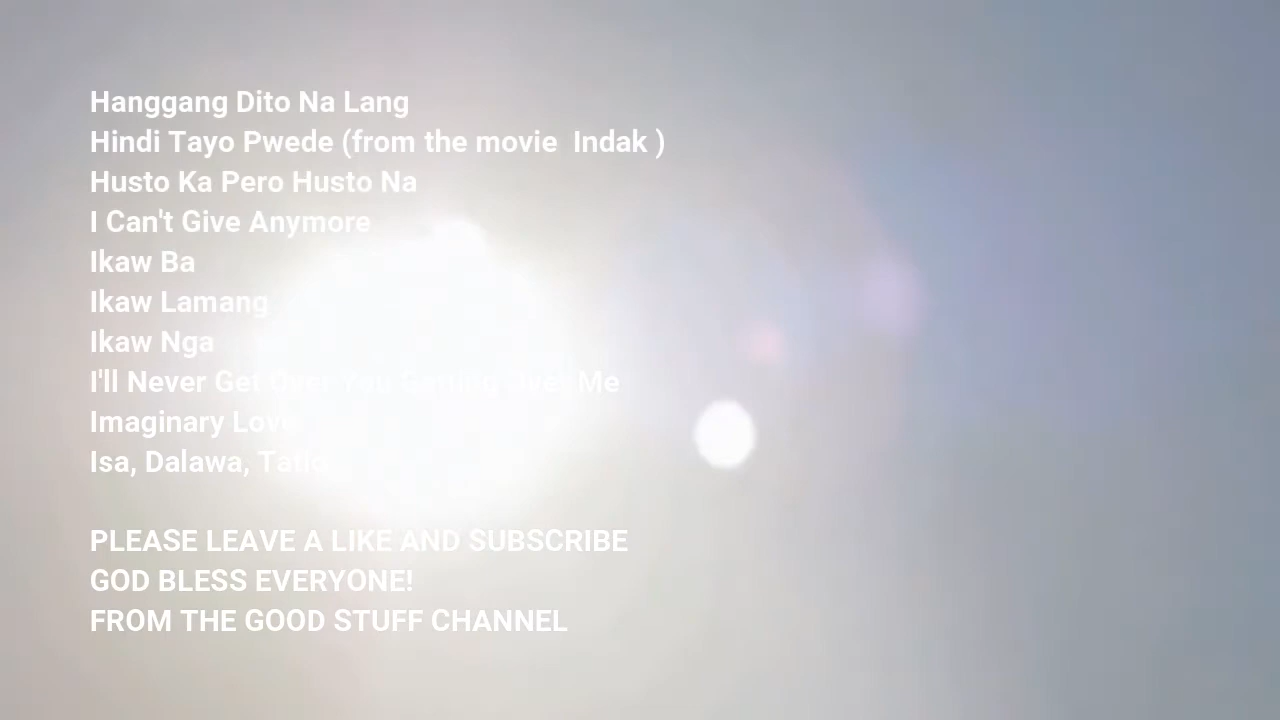 Hanggang Dito Na Lang
Hindi Tayo Pwede (from the movie  Indak )
Husto Ka Pero Husto Na
I Can't Give Anymore
Ikaw Ba
Ikaw Lamang
Ikaw Nga
I'll Never Get Over You Getting Over Me
Imaginary Love
Isa, Dalawa, Tatlo
PLEASE LEAVE A LIKE AND SUBSCRIBE
GOD BLESS EVERYONE!
FROM THE GOOD STUFF CHANNEL